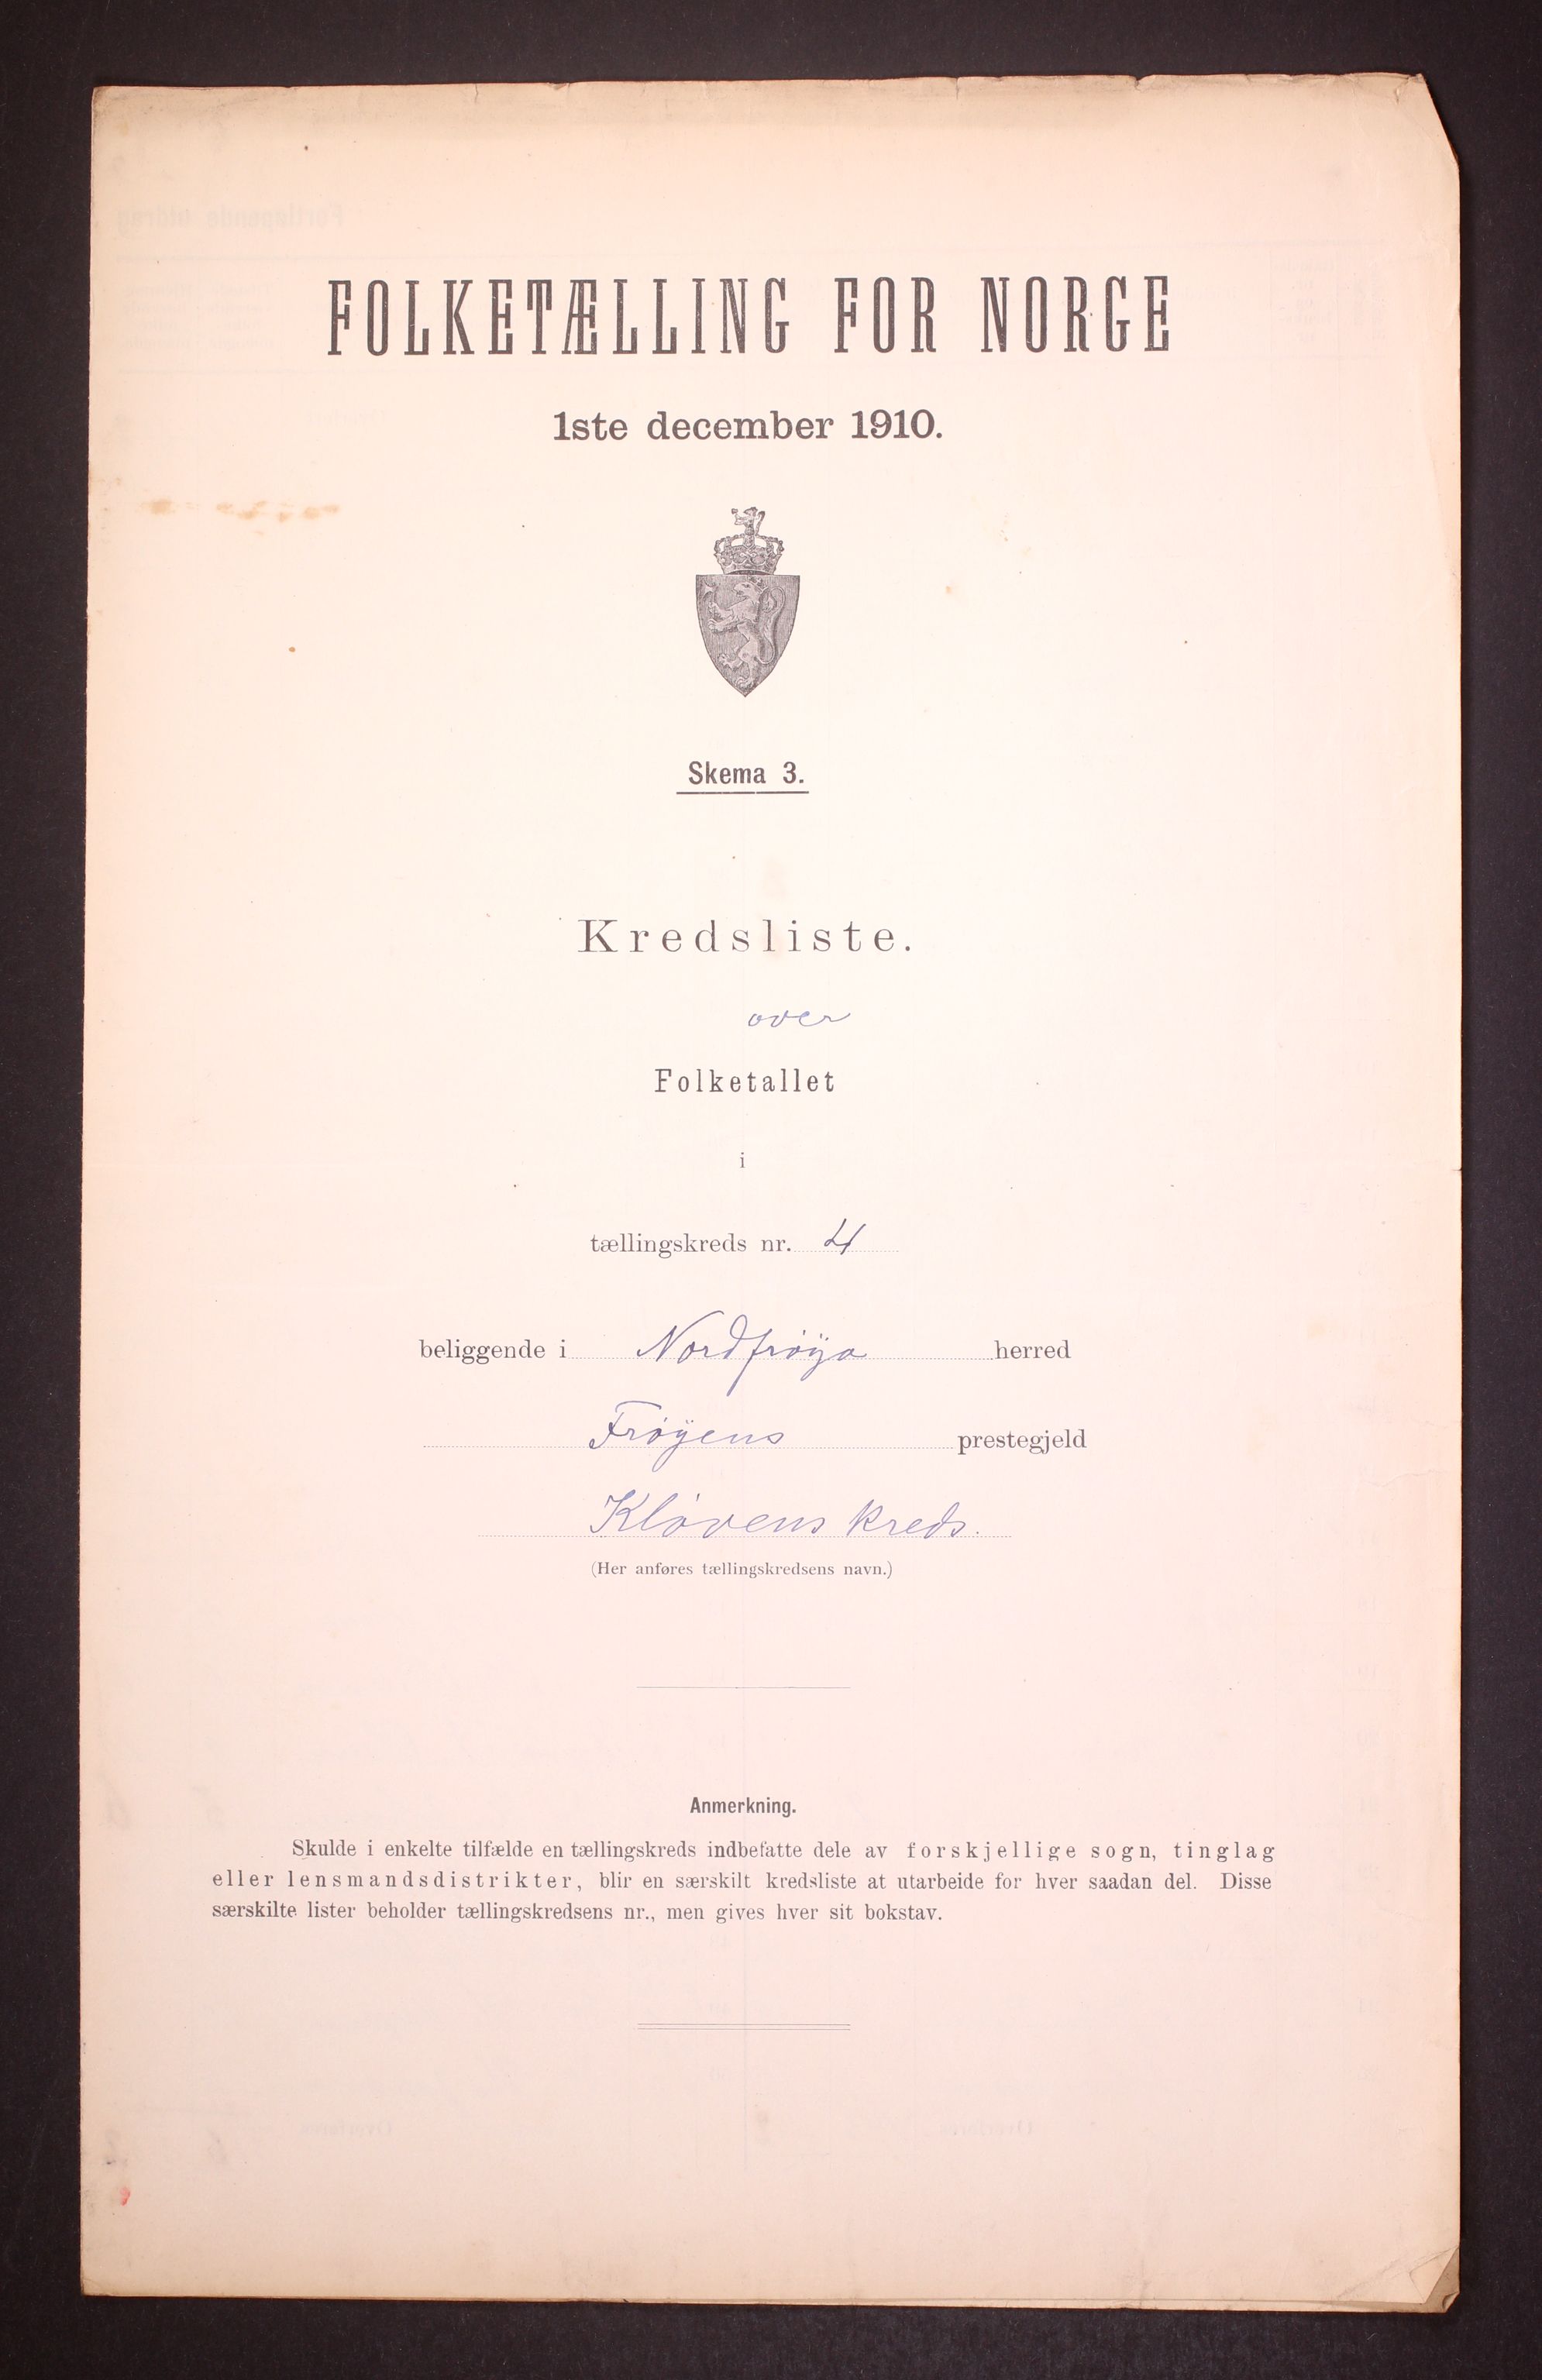 FOLKETÆLLING FOR NORGE
1ste december 1910.
Skema 3.
Kredsliste.
over
Folketallet
i
tællingskreds nr. 4
beliggende i Nordfröya herred
Fröyens prestegjeld
Klövens kreds.
(Her anføres tællingskredsens navn.)
Anmerkning.
Skulde i enkelte tilfælde en tællingskreds indbefatte dele av forskjellige sogn, tinglag
eller lensmandsdistrikter, blir en særskilt kredsliste at utarbeide for hver saadan del. Disse
særskilte lister beholder tællingskredsens nr., men gives hver sit bokstav.